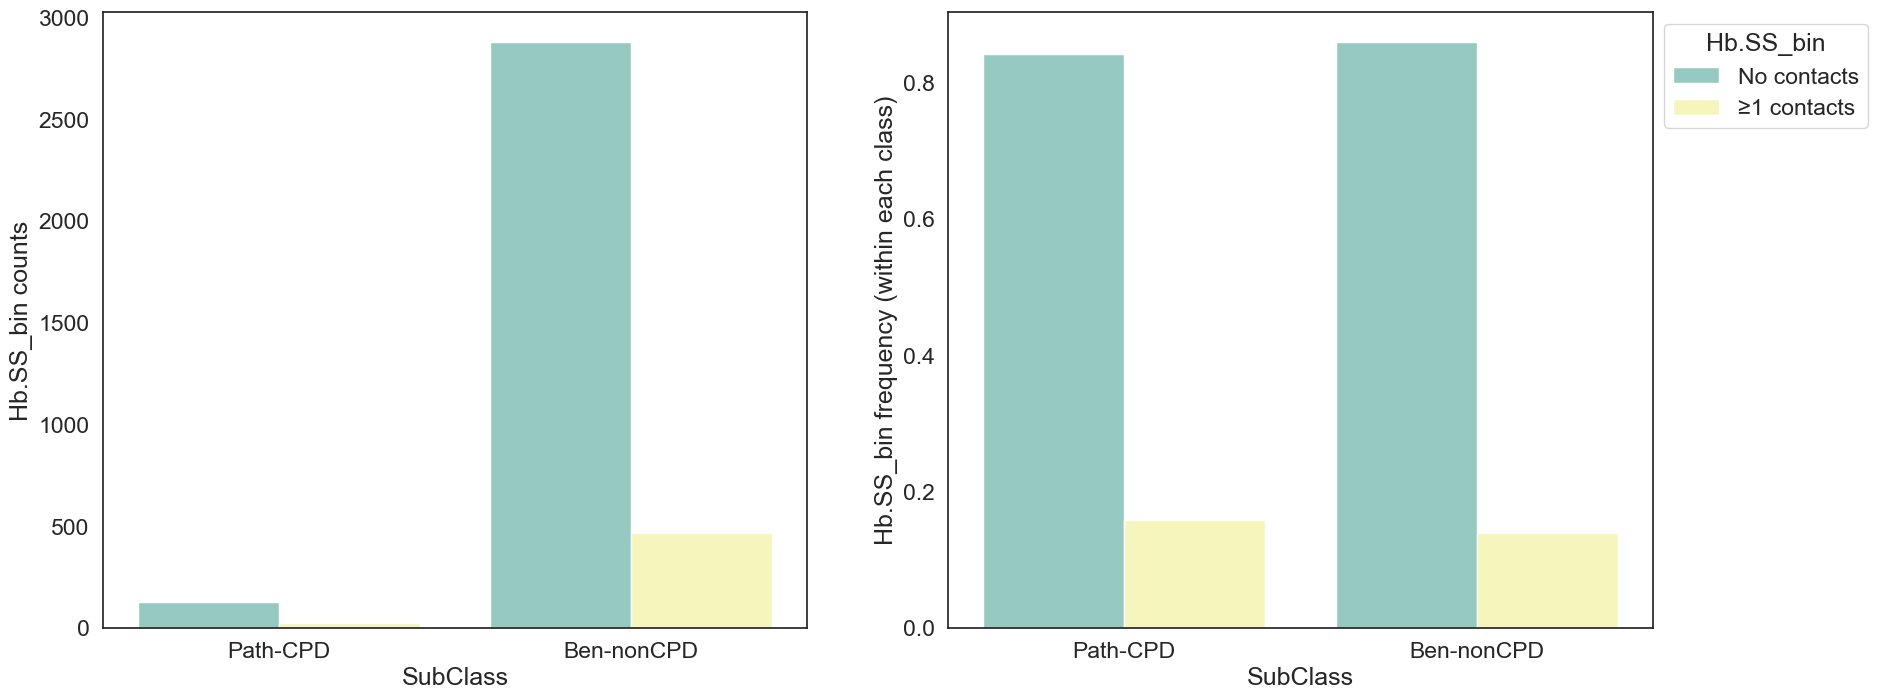 Hb.SS_bin counts
3000
2500
2000
1500
1000
500
0
Path-CPD
Ben-nonCPD
SubClass
Hb.SS_bin frequency (within each class)
0.8
0.6
0.4
0.2
0.0
Path-CPD
Ben-nonCPD
SubClass
Hb.SS_bin
No contacts
≥1 contacts